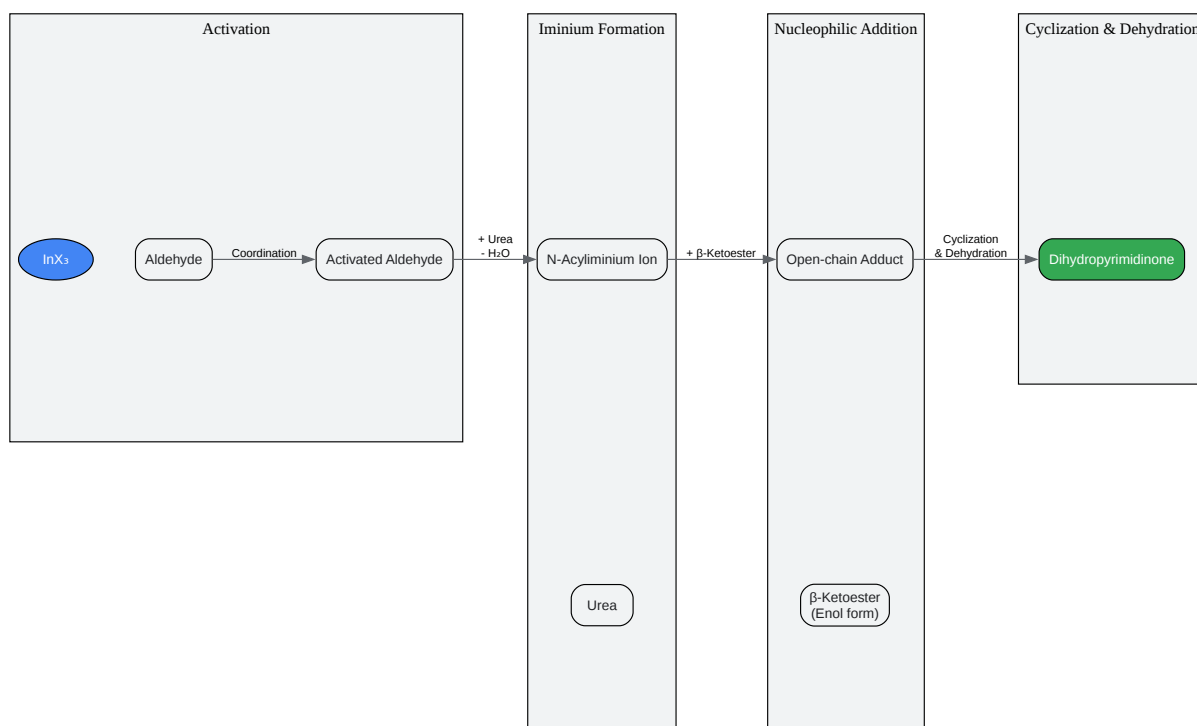 Activation
Iminium Formation
Nucleophilic Addition
Cyclization & Dehydration
InX₃
Aldehyde
Coordination
Activated Aldehyde
+ Urea
- H₂O
N-Acyliminium Ion
+ β-Ketoester
Open-chain Adduct
Cyclization
& Dehydration
Dihydropyrimidinone
Urea
β-Ketoester
(Enol form)